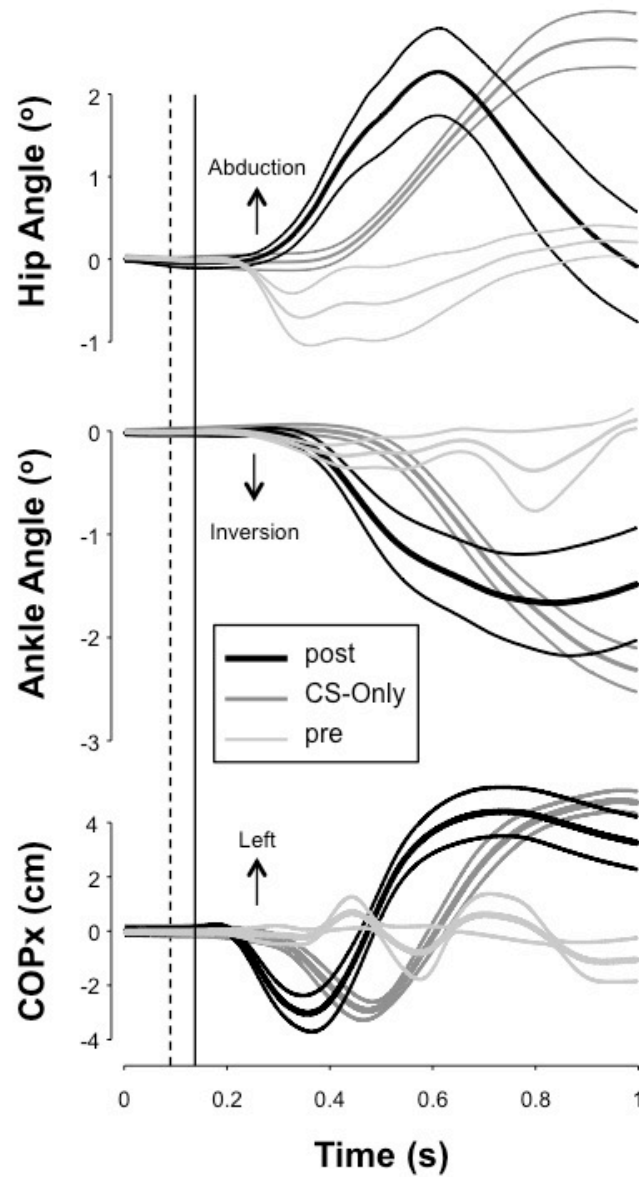 Hip Angle (º)
2
1
0
-1
Abduction
Ankle Angle (º)
0
-1
-2
-3
Inversion
post
CS-Only
pre
COPx (cm)
4
2
0
-2
-4
Left
0
0.2
0.4
0.6
0.8
1
Time (s)